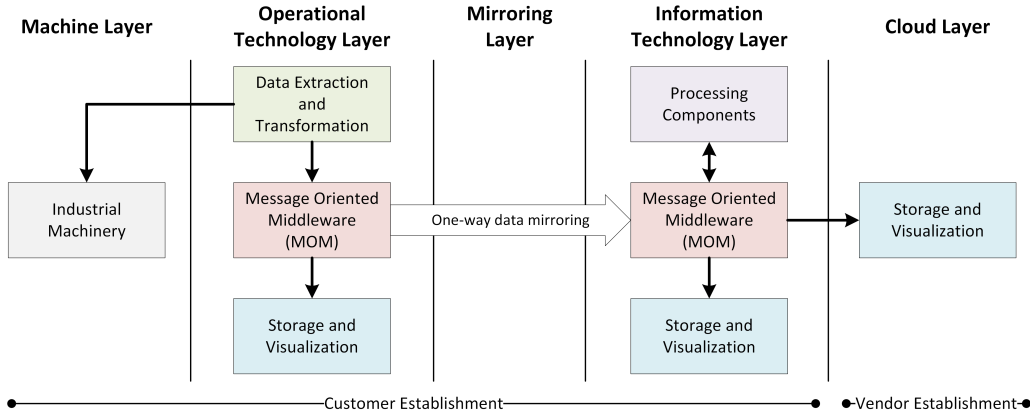 Machine Layer
Operational
Technology Layer
Mirroring
Layer
Information
Technology Layer
Cloud Layer
Data Extraction
and
Transformation
Processing
Components
Industrial
Machinery
Message Oriented
Middleware
(MOM)
One-way data mirroring
Message Oriented
Middleware
(MOM)
Storage and
Visualization
Storage and
Visualization
Storage and
Visualization
Customer Establishment
Vendor Establishment